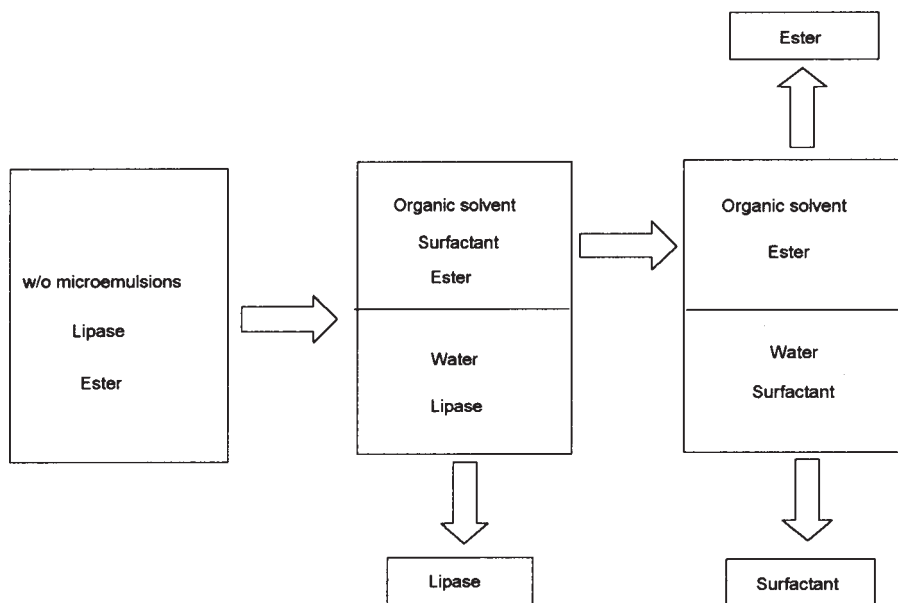 Ester
w/o microemulsions
Lipase
Ester
Organic solvent
Surfactant
Ester
Water
Lipase
Organic solvent
Ester
Water
Surfactant
Lipase
Surfactant